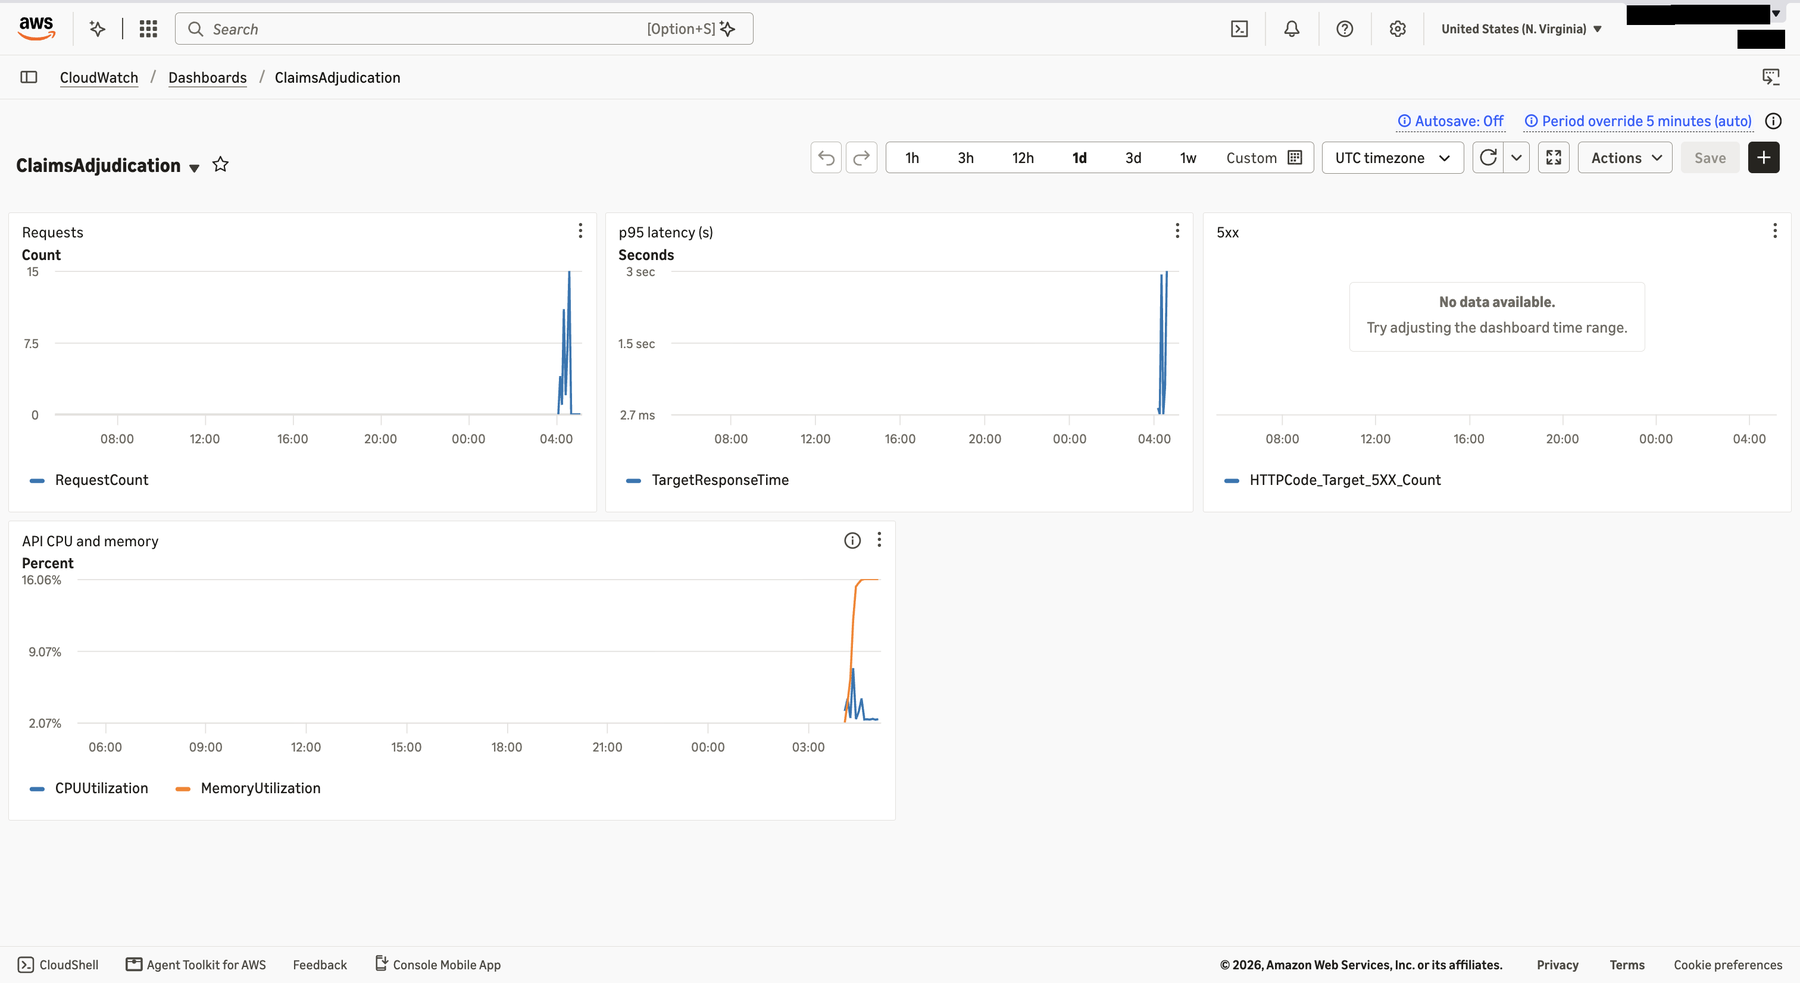 aws
Search [Option+S]
United States (N. Virginia)
CloudWatch / Dashboards / ClaimsAdjudication
Autosave: Off Period override 5 minutes (auto)
ClaimsAdjudication
1h 3h 12h 1d 3d 1w Custom UTC timezone Actions Save
Requests
Count
15
7.5
0
08:00 12:00 16:00 20:00 00:00 04:00
RequestCount
p95 latency (s)
Seconds
3 sec
1.5 sec
2.7 ms
08:00 12:00 16:00 20:00 00:00 04:00
TargetResponseTime
5xx
No data available.
Try adjusting the dashboard time range.
08:00 12:00 16:00 20:00 00:00 04:00
HTTPCode_Target_5XX_Count
API CPU and memory
Percent
16.06%
9.07%
2.07%
06:00 09:00 12:00 15:00 18:00 21:00 00:00 03:00
CPUUtilization MemoryUtilization
CloudShell Agent Toolkit for AWS Feedback Console Mobile App © 2026, Amazon Web Services, Inc. or its affiliates. Privacy Terms Cookie preferences